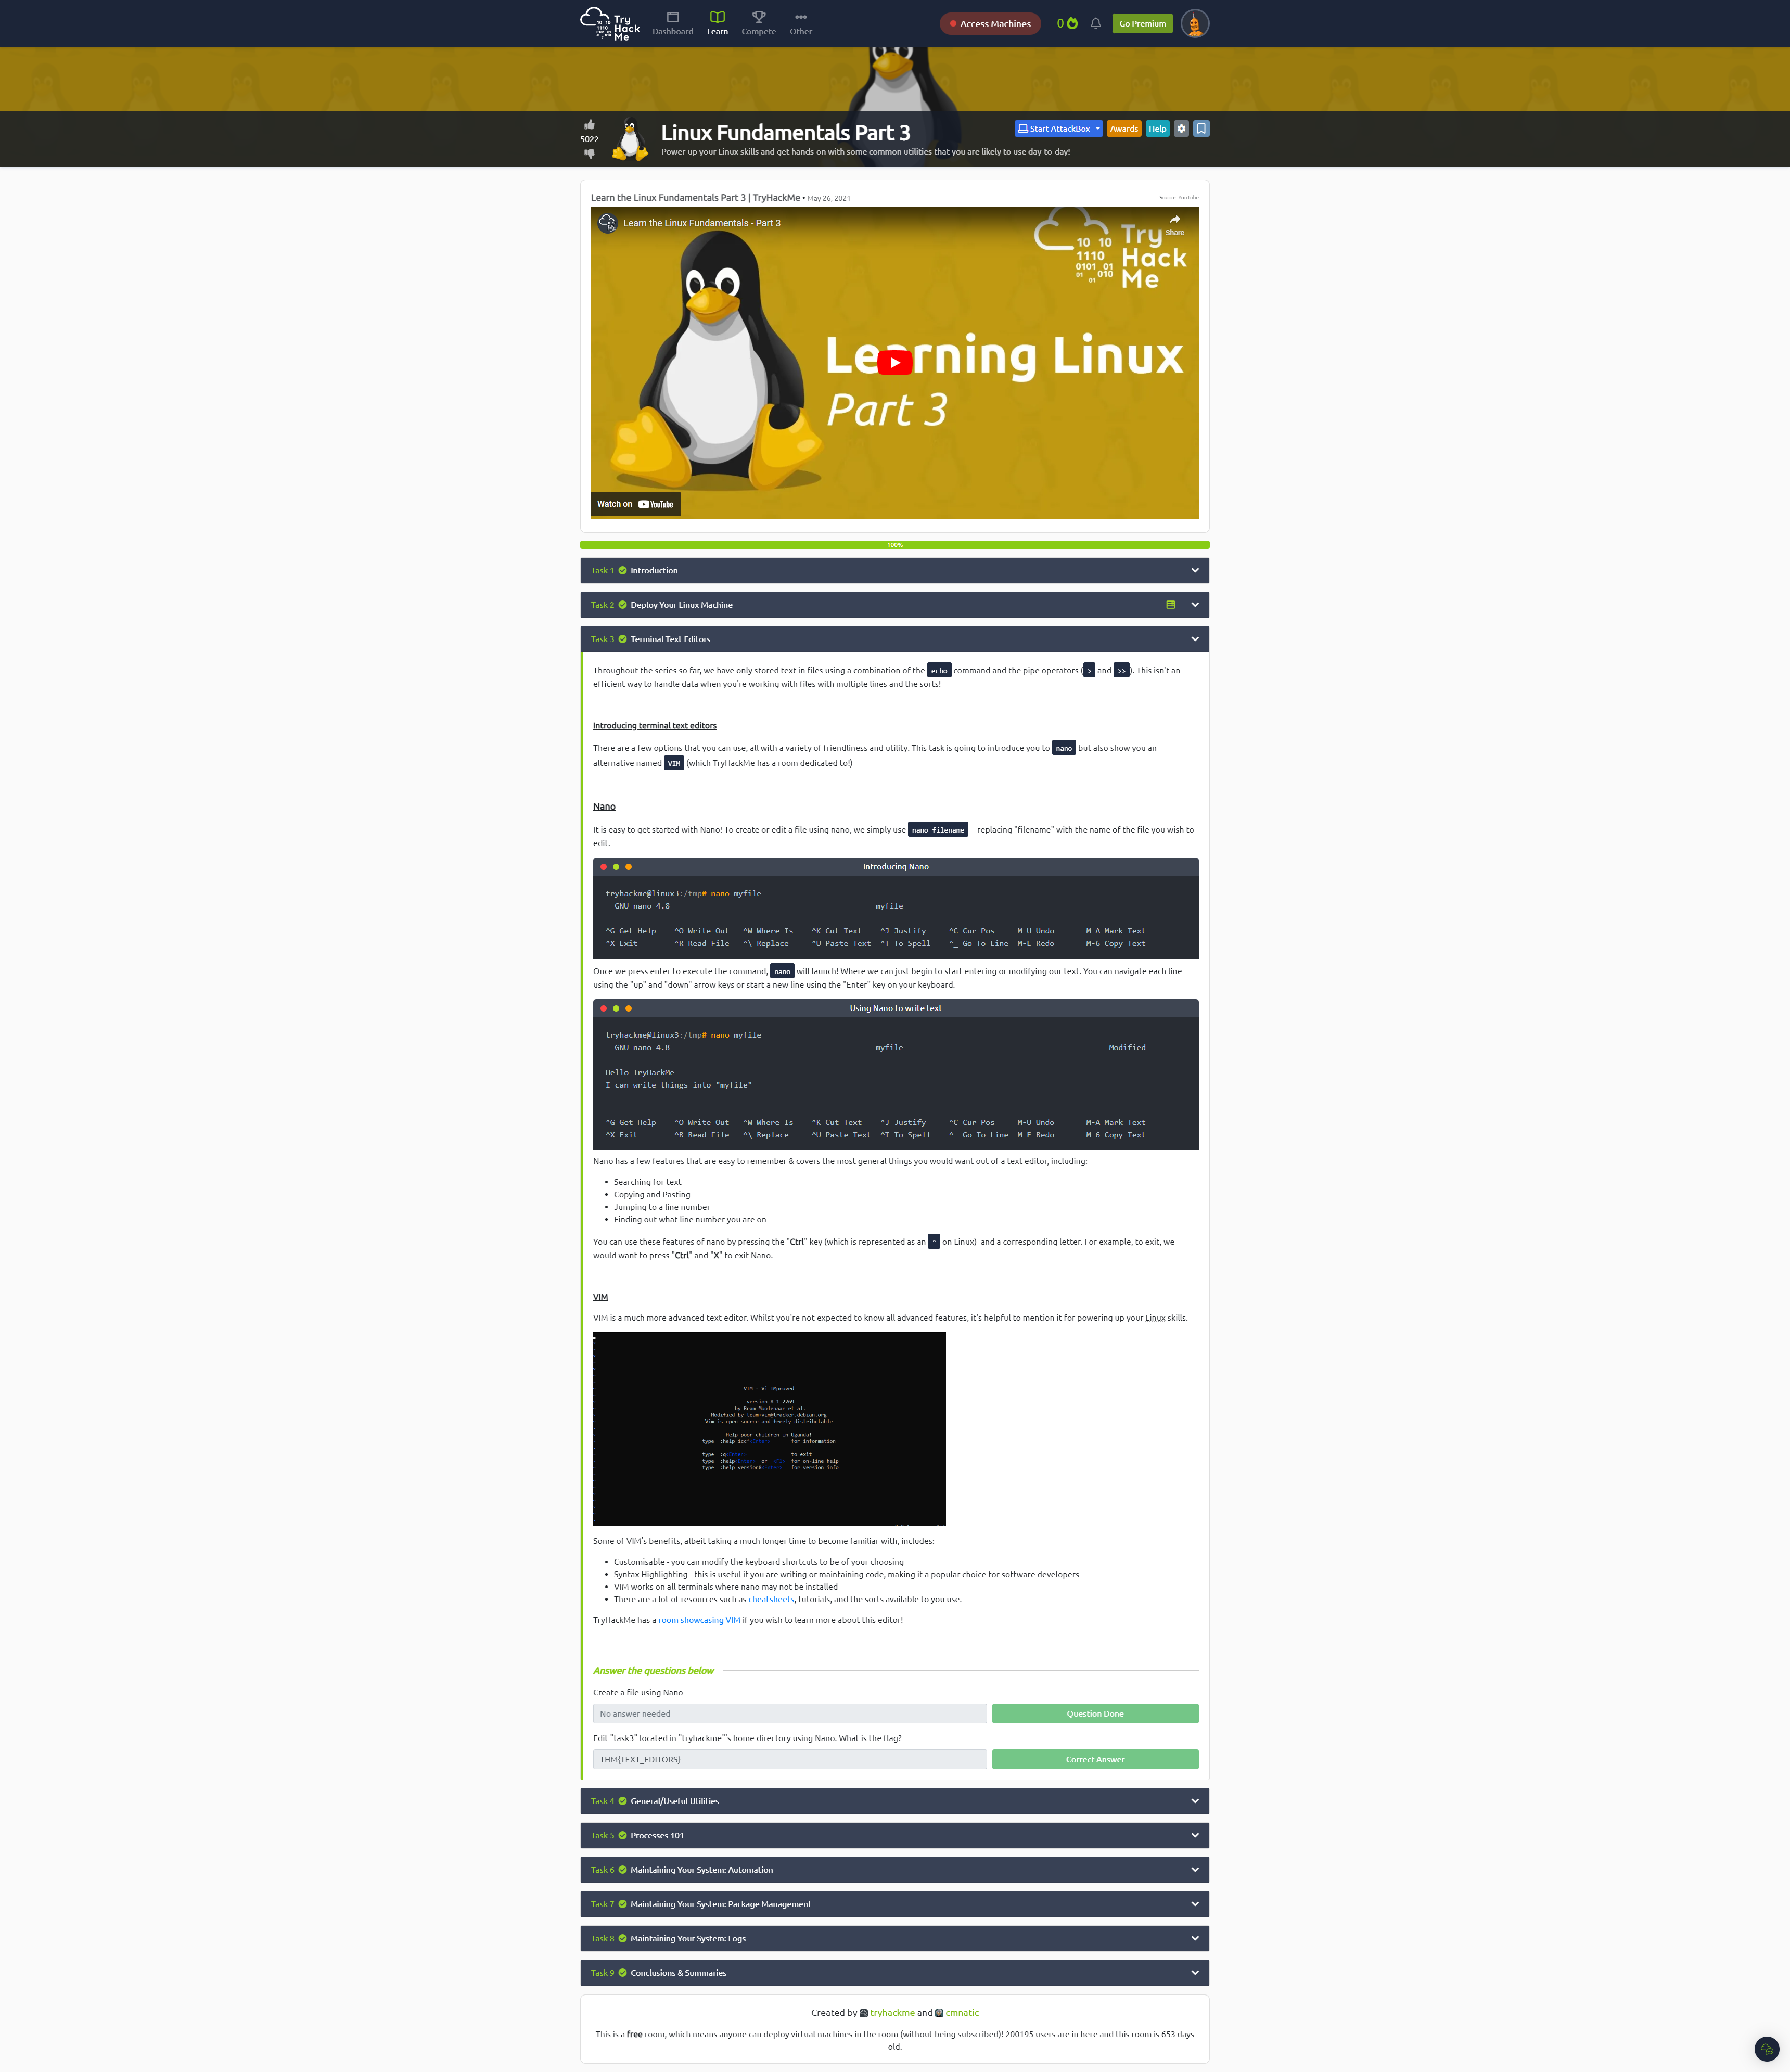 Try Hack Me
Dashboard
Learn
Compete
Other
Access Machines
0
Go Premium
5022
Linux Fundamentals Part 3
Power-up your Linux skills and get hands-on with some common utilities that you are likely to use day-to-day!
Start AttackBox
Awards
Help
Learn the Linux Fundamentals Part 3 | TryHackMe • May 26, 2021
Source: YouTube
Learn the Linux Fundamentals - Part 3
Share
10 10 Try
1110 Hack
0101 01 Me
01 010
01
Learning Linux
Part 3
Watch on YouTube
100%
Task 1 Introduction
Task 2 Deploy Your Linux Machine
Task 3 Terminal Text Editors
Throughout the series so far, we have only stored text in files using a combination of the echo command and the pipe operators (> and >>). This isn't an
efficient way to handle data when you're working with files with multiple lines and the sorts!
Introducing terminal text editors
There are a few options that you can use, all with a variety of friendliness and utility. This task is going to introduce you to nano but also show you an
alternative named VIM (which TryHackMe has a room dedicated to!)
Nano
It is easy to get started with Nano! To create or edit a file using nano, we simply use nano filename -- replacing "filename" with the name of the file you wish to
edit.
Introducing Nano
tryhackme@linux3:/tmp# nano myfile
GNU nano 4.8 myfile
^G Get Help ^O Write Out ^W Where Is ^K Cut Text ^J Justify ^C Cur Pos M-U Undo M-A Mark Text
^X Exit ^R Read File ^\ Replace ^U Paste Text ^T To Spell ^_ Go To Line M-E Redo M-6 Copy Text
Once we press enter to execute the command, nano will launch! Where we can just begin to start entering or modifying our text. You can navigate each line
using the "up" and "down" arrow keys or start a new line using the "Enter" key on your keyboard.
Using Nano to write text
tryhackme@linux3:/tmp# nano myfile
GNU nano 4.8 myfile Modified
Hello TryHackMe
I can write things into "myfile"
^G Get Help ^O Write Out ^W Where Is ^K Cut Text ^J Justify ^C Cur Pos M-U Undo M-A Mark Text
^X Exit ^R Read File ^\ Replace ^U Paste Text ^T To Spell ^_ Go To Line M-E Redo M-6 Copy Text
Nano has a few features that are easy to remember & covers the most general things you would want out of a text editor, including:
• Searching for text
• Copying and Pasting
• Jumping to a line number
• Finding out what line number you are on
You can use these features of nano by pressing the "Ctrl" key (which is represented as an ^ on Linux) and a corresponding letter. For example, to exit, we
would want to press "Ctrl" and "X" to exit Nano.
VIM
VIM is a much more advanced text editor. Whilst you're not expected to know all advanced features, it's helpful to mention it for powering up your Linux skills.
VIM - Vi IMproved
version 8.1.2269
by Bram Moolenaar et al.
Modified by team+vim@tracker.debian.org
Vim is open source and freely distributable
Help poor children in Uganda!
type :help iccf<Enter> for information
type :q<Enter> to exit
type :help<Enter> or <F1> for on-line help
type :help version8<Enter> for version info
Some of VIM's benefits, albeit taking a much longer time to become familiar with, includes:
• Customisable - you can modify the keyboard shortcuts to be of your choosing
• Syntax Highlighting - this is useful if you are writing or maintaining code, making it a popular choice for software developers
• VIM works on all terminals where nano may not be installed
• There are a lot of resources such as cheatsheets, tutorials, and the sorts available to you use.
TryHackMe has a room showcasing VIM if you wish to learn more about this editor!
Answer the questions below
Create a file using Nano
No answer needed
Question Done
Edit "task3" located in "tryhackme"'s home directory using Nano. What is the flag?
THM{TEXT_EDITORS}
Correct Answer
Task 4 General/Useful Utilities
Task 5 Processes 101
Task 6 Maintaining Your System: Automation
Task 7 Maintaining Your System: Package Management
Task 8 Maintaining Your System: Logs
Task 9 Conclusions & Summaries
Created by tryhackme and cmnatic
This is a free room, which means anyone can deploy virtual machines in the room (without being subscribed)! 200195 users are in here and this room is 653 days
old.